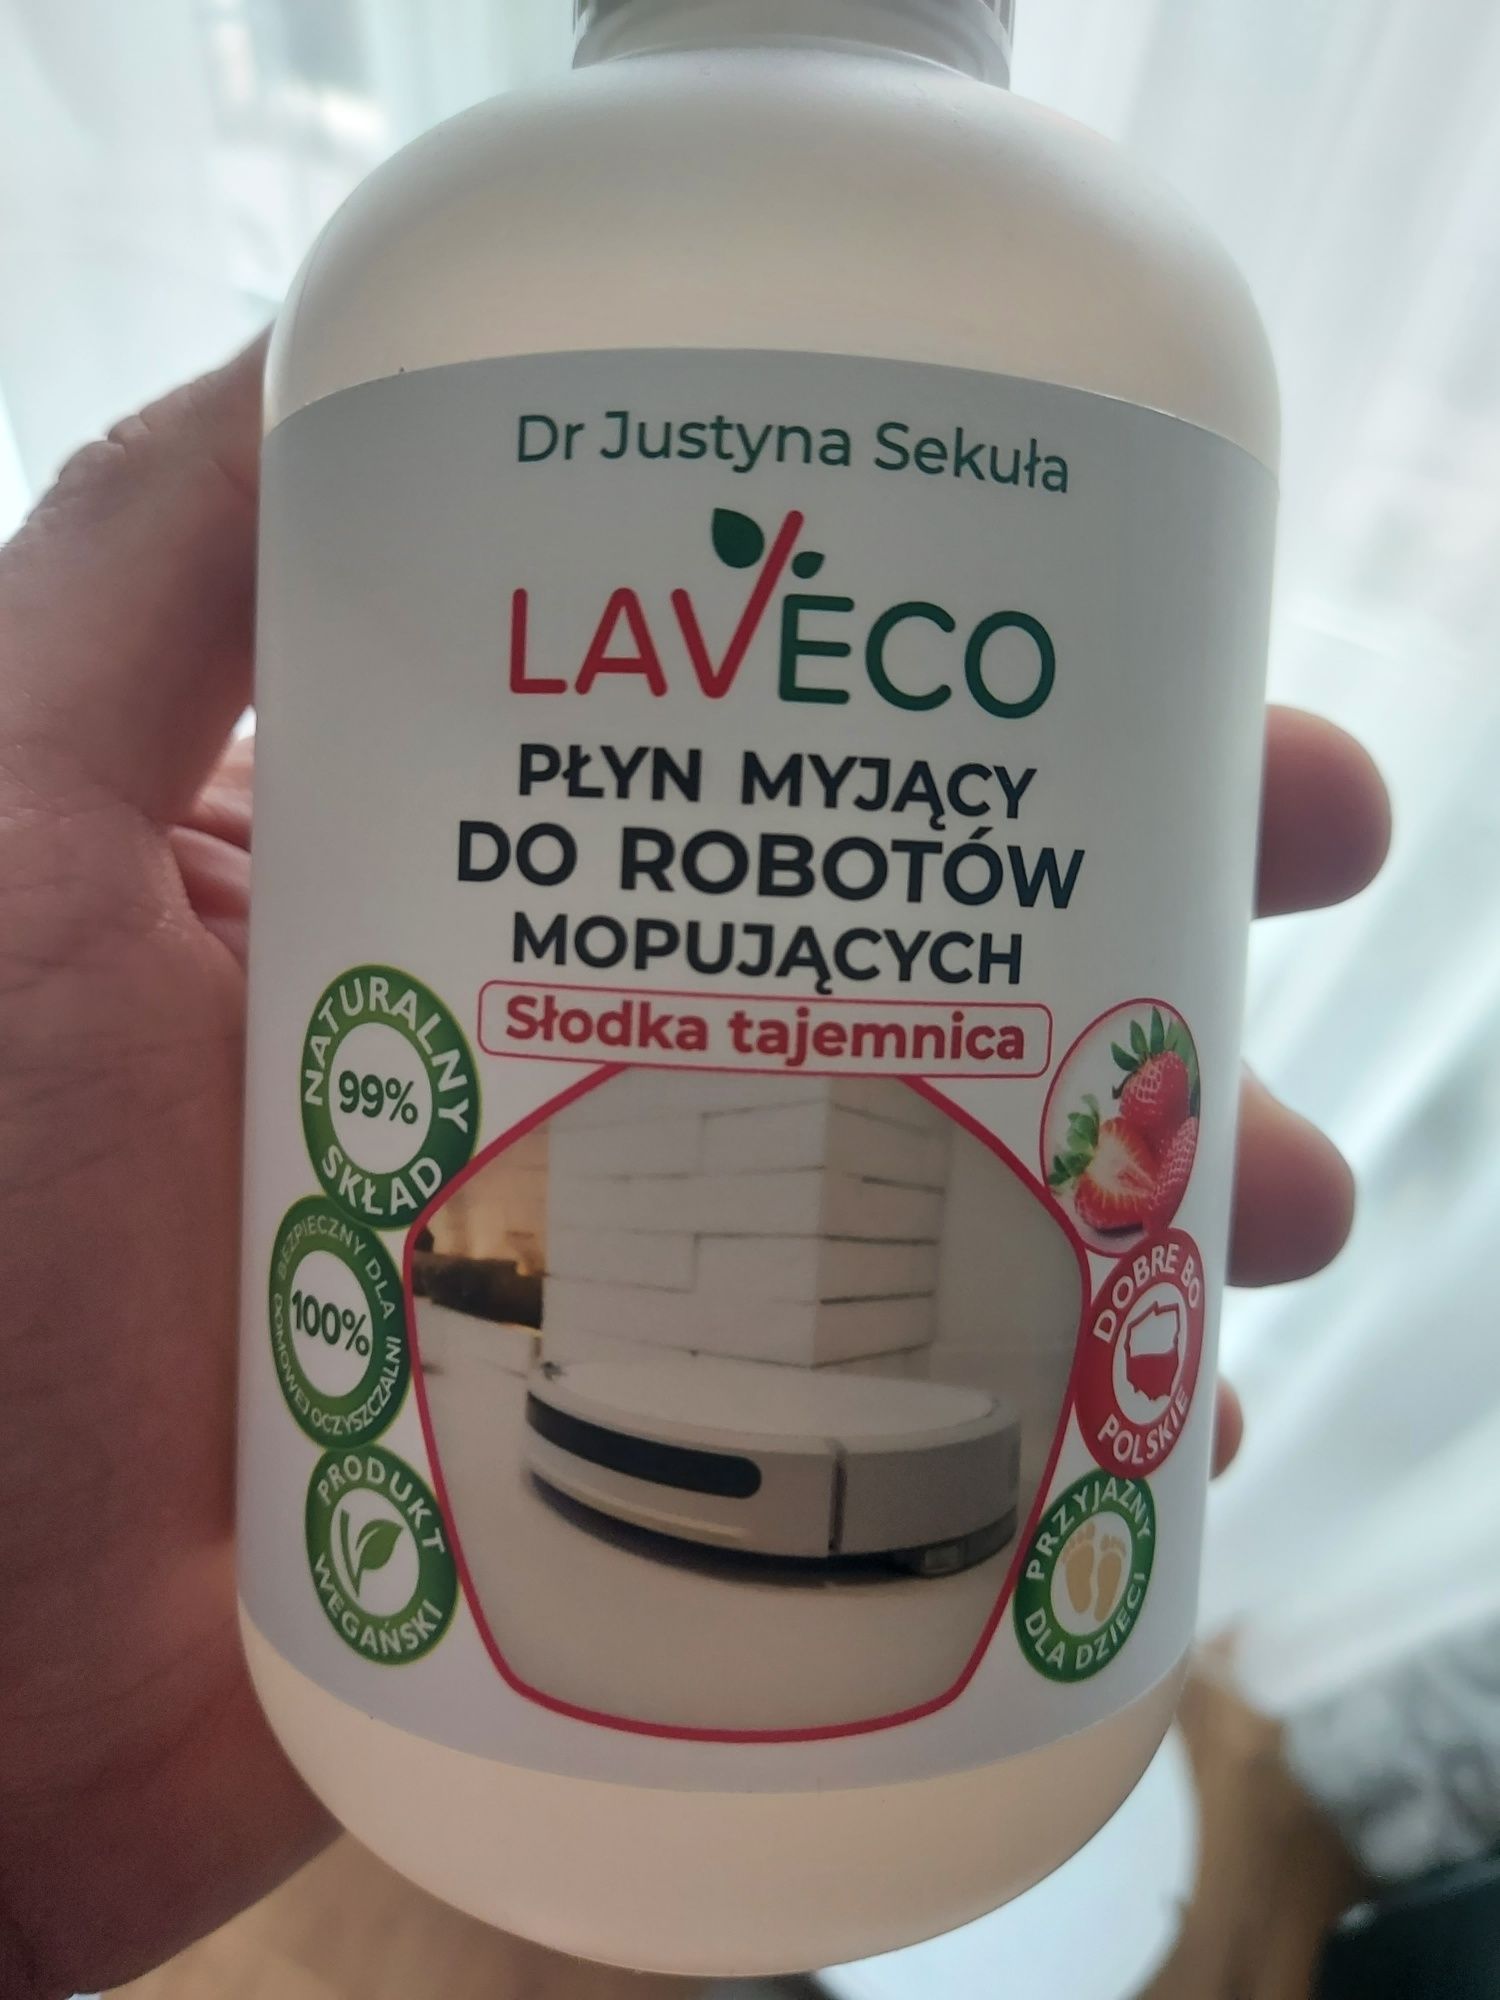 Dr Justyna Sekuła
LAVECO
PŁYN MYJĄCY
DO ROBOTÓW
MOPUJĄCYCH
Słodka tajemnica
NATURALNY
99%
SKŁAD
BEZPIECZNY DLA
100%
DOMOWEJ OCZYSZCZALNI
PRODUKT
WEGAŃSKI
DOBRE BO
POLSKIE
PRZYJAZNY
DLA DZIECI